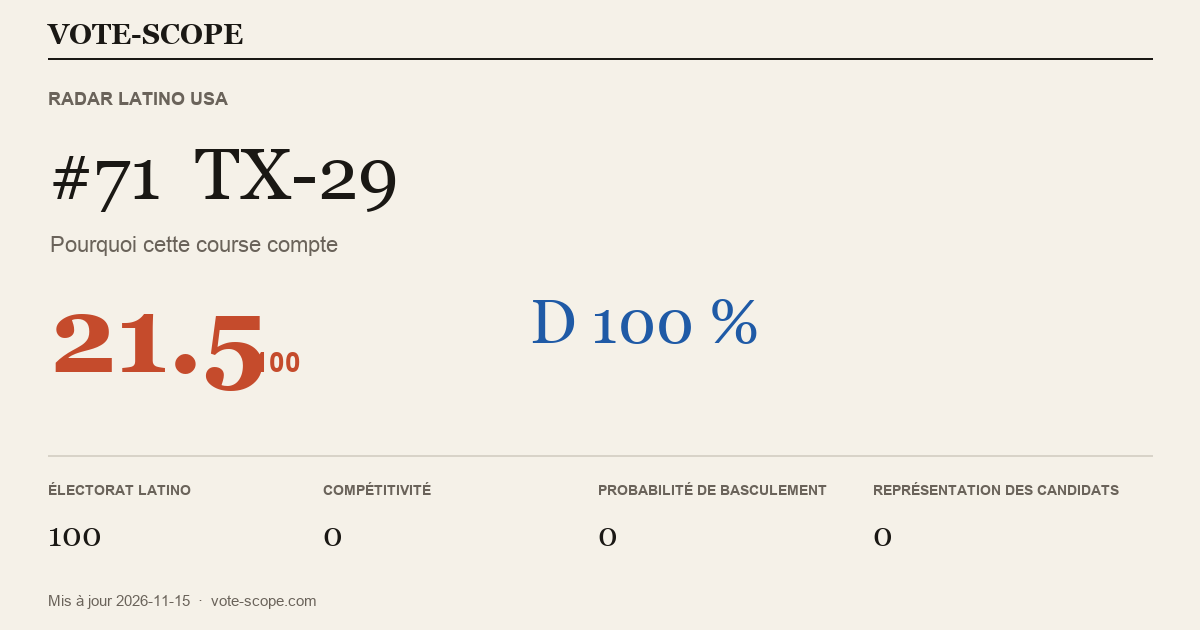 VOTE-SCOPE
RADAR LATINO USA
#71 TX-29
Pourquoi cette course compte
21.5 100
D 100 %
ÉLECTORAT LATINO
COMPÉTITIVITÉ
PROBABILITÉ DE BASCULEMENT
REPRÉSENTATION DES CANDIDATS
100
0
0
0
Mis à jour 2026-11-15 · vote-scope.com